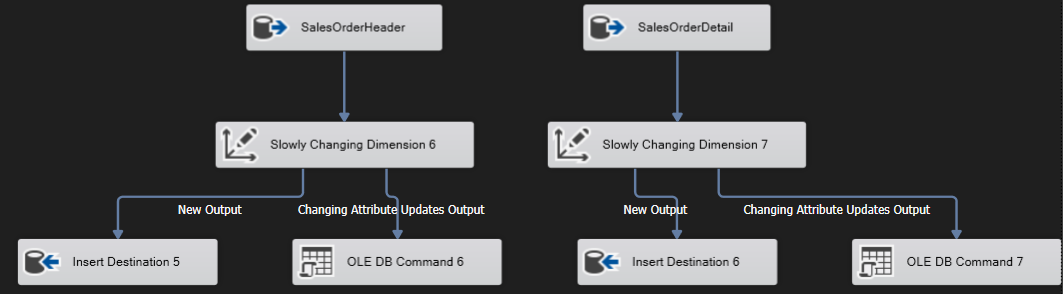 SalesOrderHeader
SalesOrderDetail
Slowly Changing Dimension 6
Slowly Changing Dimension 7
New Output
Changing Attribute Updates Output
New Output
Changing Attribute Updates Output
Insert Destination 5
OLE DB Command 6
Insert Destination 6
OLE DB Command 7